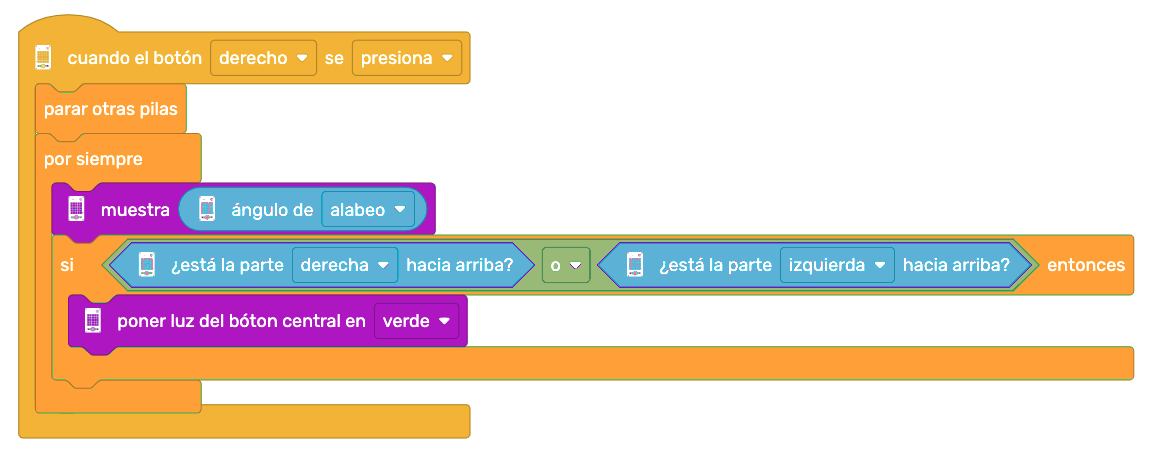 cuando el botón derecho se presiona
parar otras pilas
por siempre
muestra ángulo de alabeo
si ¿está la parte derecha hacia arriba? o ¿está la parte izquierda hacia arriba? entonces
poner luz del bóton central en verde